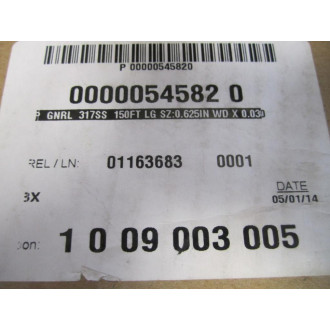 P 00000545820
0000054582 0
P GNRL 317SS 150FT LG SZ:0.625IN WD X 0.030
REL / LN: 01163683 0001
BX DATE
05/01/14
on: 1 0 09 003 005